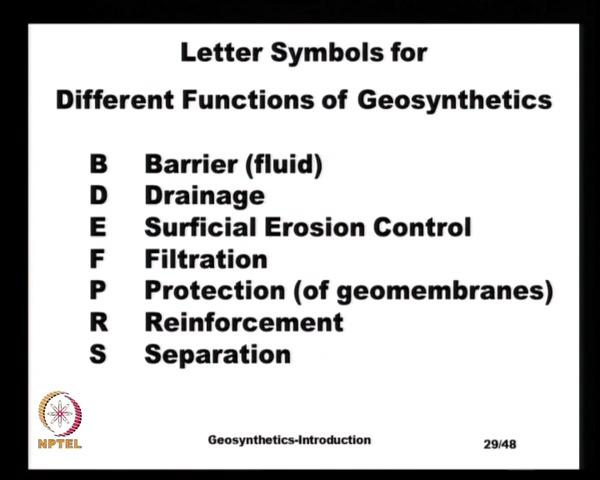 Letter Symbols for
Different Functions of Geosynthetics
B Barrier (fluid)
D Drainage
E Surficial Erosion Control
F Filtration
P Protection (of geomembranes)
R Reinforcement
S Separation
NPTEL
Geosynthetics-Introduction 29/48